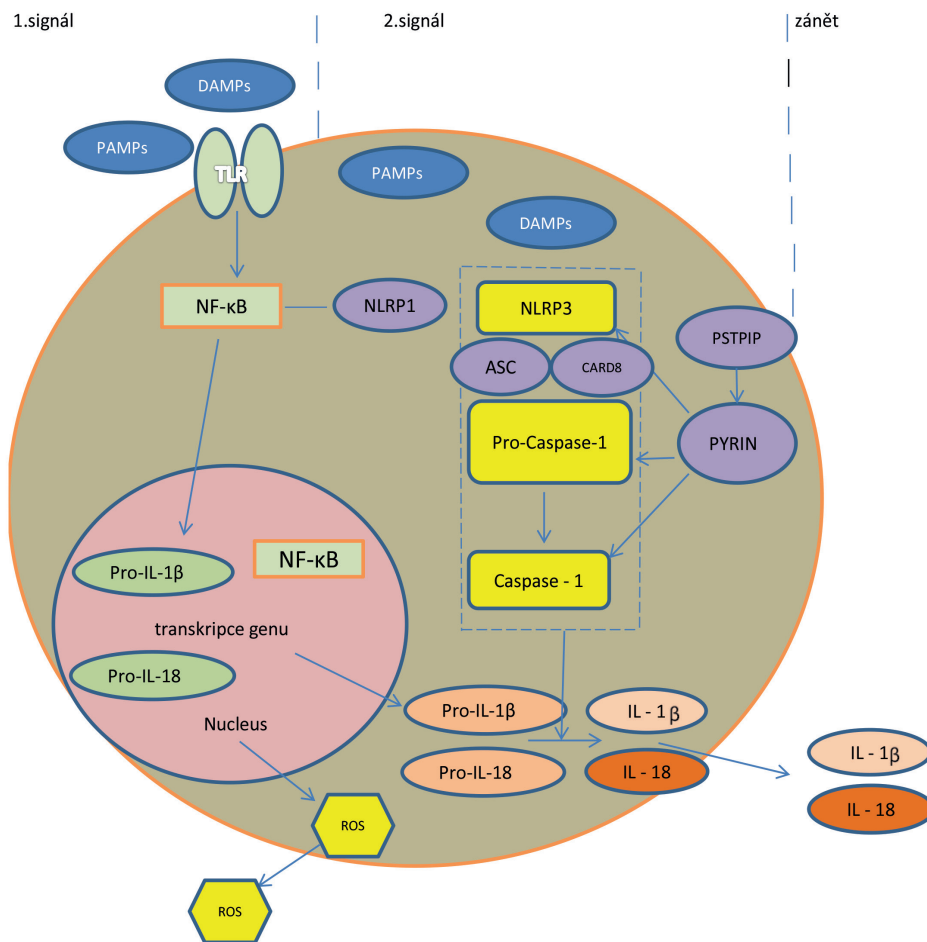 1.signál
2.signál
zánět
DAMPs
PAMPs
TLR
PAMPs
DAMPs
NF-κB
NLRP1
NLRP3
PSTPIP
ASC
CARD8
Pro-Caspase-1
PYRIN
NF-κB
Pro-IL-1β
Caspase - 1
transkripce genu
Pro-IL-18
Nucleus
Pro-IL-1β
IL - 1β
Pro-IL-18
IL - 18
IL - 1β
IL - 18
ROS
ROS